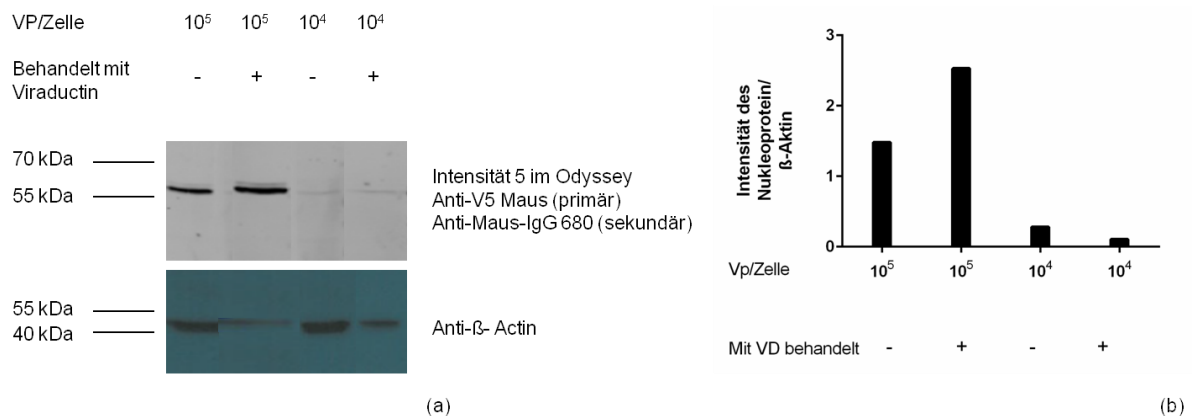 VP/Zelle 10⁵ 10⁵ 10⁴ 10⁴
Behandelt mit
Viraductin - + - +
70 kDa
55 kDa
Intensität 5 im Odyssey
Anti-V5 Maus (primär)
Anti-Maus-IgG 680 (sekundär)
55 kDa
40 kDa
Anti-ß- Actin
(a)
Intensität des
Nukleoprotein/
ß-Aktin
3
2
1
0
Vp/Zelle 10⁵ 10⁵ 10⁴ 10⁴
Mit VD behandelt - + - +
(b)